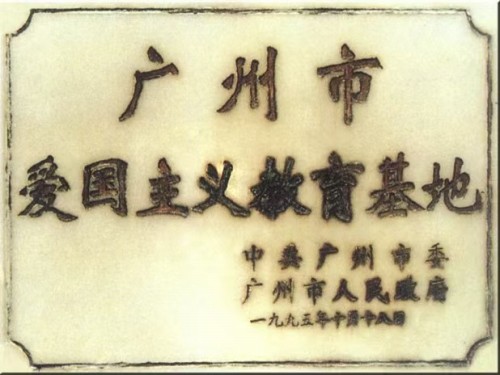 广州市
爱国主义教育基地
中共广州市委
广州市人民政府
一九九五年十月十八日